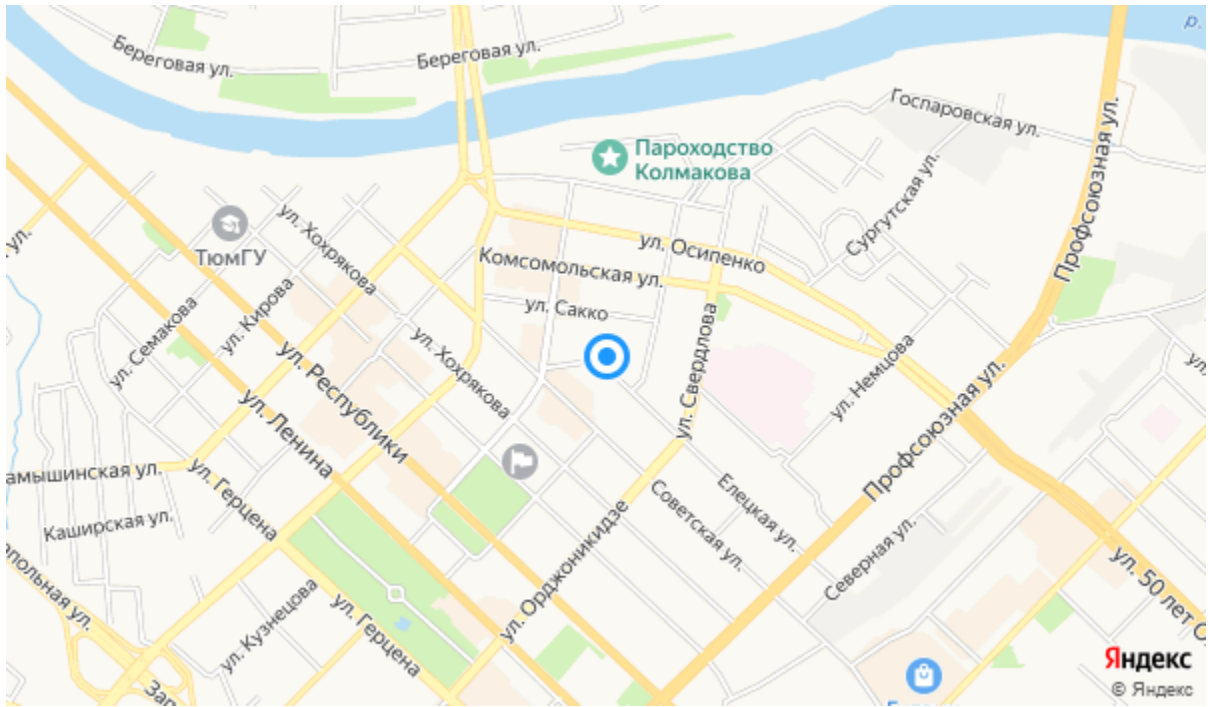 р.
Береговая ул.
Береговая ул.
Госпаровская ул.
Пароходство
Колмакова
Профсоюзная ул.
Сургутская ул.
ул. Хохрякова
ТюмГУ
ул. Осипенко
Комсомольская ул.
ул. Сакко
ул. Семакова
ул. Кирова
ул. Хохрякова
ул. Свердлова
ул. Немцова
ул. Республики
ул. Ленина
Профсоюзная ул.
амышинская ул.
ул. Герцена
Каширская ул.
Елецкая ул.
Советская ул.
ул. Орджоникидзе
Северная ул.
ул. 50 лет О
польная ул.
ул. Кузнецова
ул. Герцена
Яндекс
© Яндекс